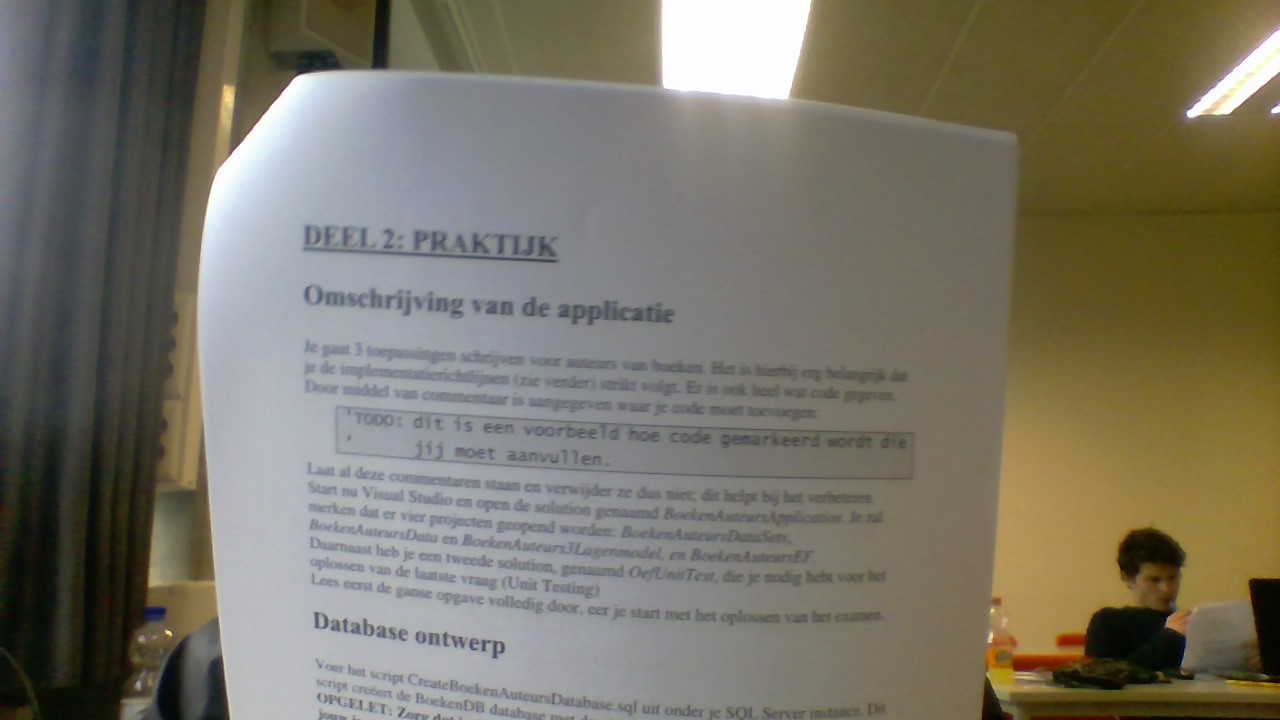 DEEL 2: PRAKTIJK
Omschrijving van de applicatie
Je gaat 3 toepassingen schrijven voor auteurs van boeken. Het is hierbij erg belangrijk dat
je de implementatierichtlijnen (zie verder) strikt volgt. Er is ook heel wat code gegeven.
Door middel van commentaar is aangegeven waar je code moet toevoegen:
'TODO: dit is een voorbeeld hoe code gemarkeerd wordt die
' jij moet aanvullen.
Laat al deze commentaren staan en verwijder ze dus niet; dit helpt bij het verbeteren.
Start nu Visual Studio en open de solution genaamd BoekenAuteursApplication. Je zal
merken dat er vier projecten geopend worden: BoekenAuteursDataSets,
BoekenAuteursData en BoekenAuteurs3Lagenmodel, en BoekenAuteursEF
Daarnaast heb je een tweede solution, genaamd OefUnitTest, die je nodig hebt voor het
oplossen van de laatste vraag (Unit Testing)
Lees eerst de ganse opgave volledig door, eer je start met het oplossen van het examen.
Database ontwerp
Voer het script CreateBoekenAuteursDatabase.sql uit onder je SQL Server instance. Dit
script creëert de BoekenDB database met
OPGELET: Zorg dat